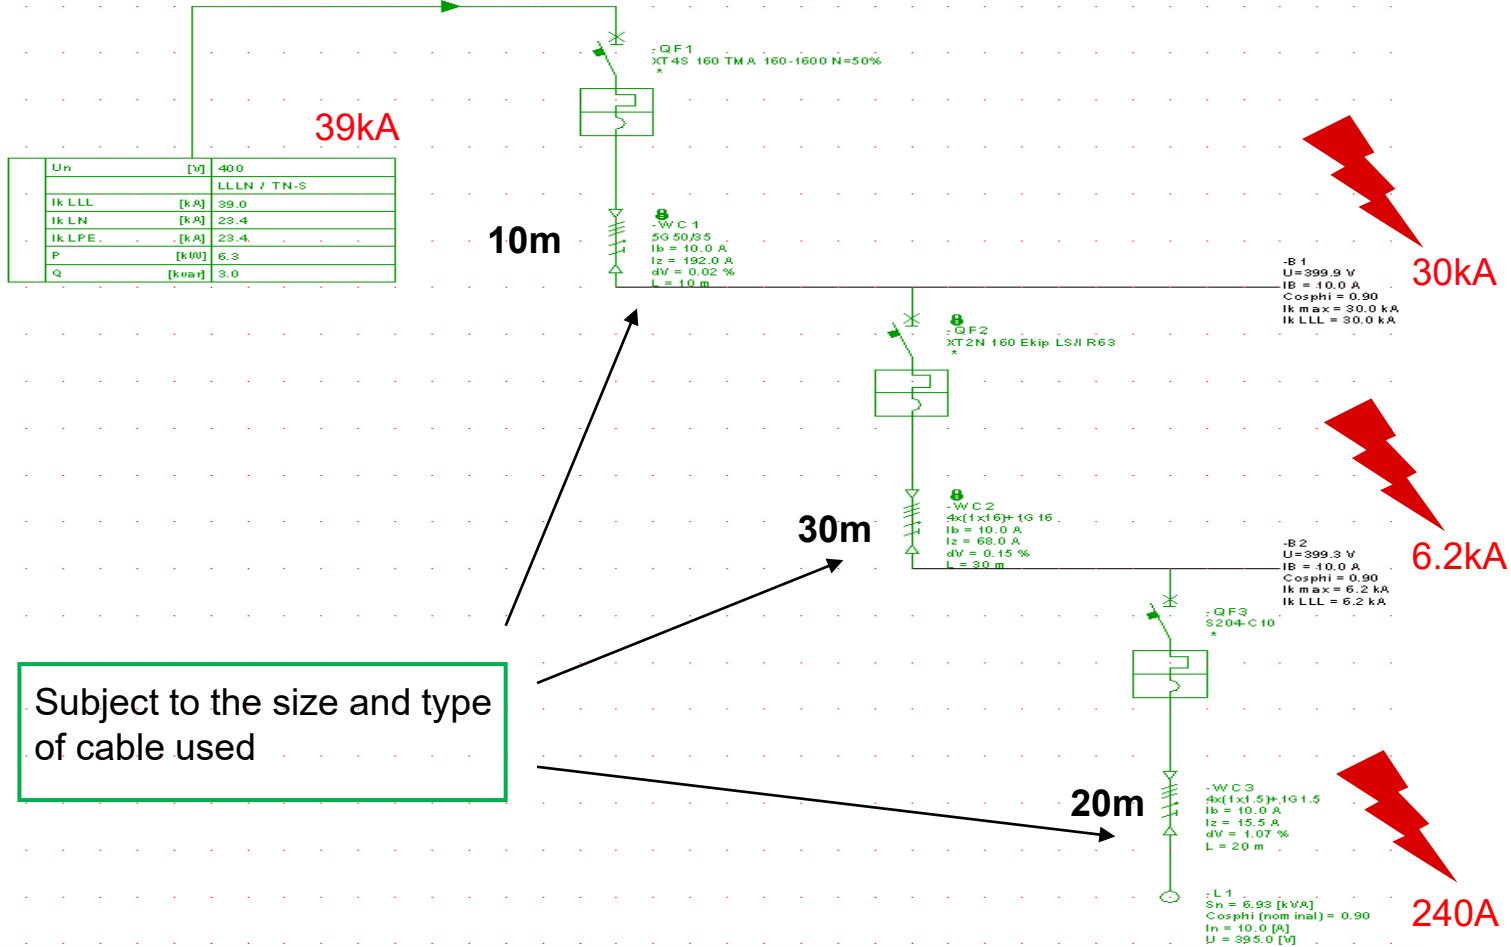 -QF1
XT4S 160 TMA 160-1600 N=50%
*
39kA
Un [V] 400
LLLN / TN-S
Ik LLL [kA] 39.0
Ik LN [kA] 23.4
Ik LPE [kA] 23.4
P [kW] 6.3
Q [kvar] 3.0
10m
-WC1
5G50/35
Ib = 10.0 A
Iz = 192.0 A
dV = 0.02 %
L = 10 m
-B1
U=399.9 V
IB = 10.0 A
Cosphi = 0.90
Ik max = 30.0 kA
Ik LLL = 30.0 kA
30kA
-QF2
XT2N 160 Ekip LS/I R63
*
30m
-WC2
4x(1x16)+1G16
Ib = 10.0 A
Iz = 68.0 A
dV = 0.15 %
L = 30 m
-B2
U=399.3 V
IB = 10.0 A
Cosphi = 0.90
Ik max = 6.2 kA
Ik LLL = 6.2 kA
6.2kA
-QF3
S204-C10
*
Subject to the size and type
of cable used
20m
-WC3
4x(1x1.5)+1G1.5
Ib = 10.0 A
Iz = 15.5 A
dV = 1.07 %
L = 20 m
-L1
Sn = 6.93 [kVA]
Cosphi (nominal) = 0.90
In = 10.0 [A]
U = 395.0 [V]
240A